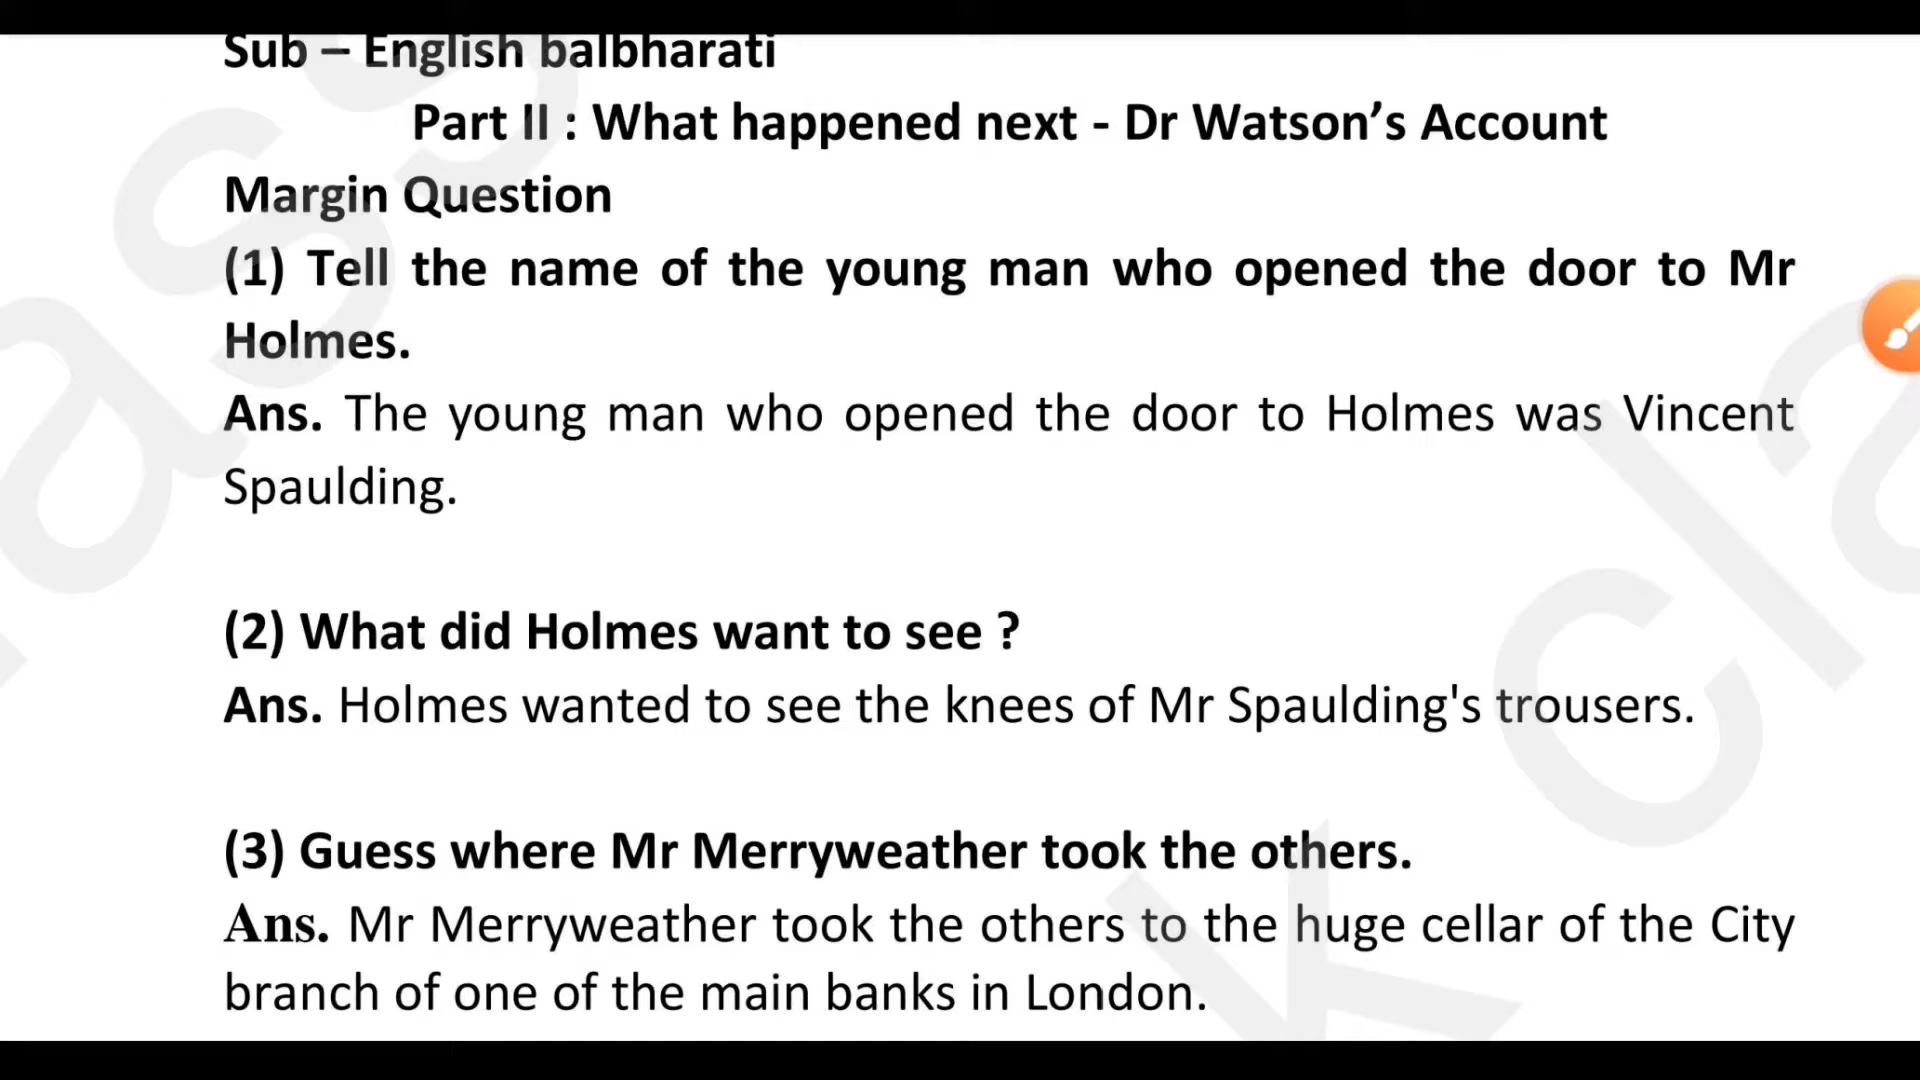 Sub – English balbharati
Part II : What happened next - Dr Watson’s Account
Margin Question
(1) Tell the name of the young man who opened the door to Mr
Holmes.
Ans. The young man who opened the door to Holmes was Vincent
Spaulding.
(2) What did Holmes want to see ?
Ans. Holmes wanted to see the knees of Mr Spaulding's trousers.
(3) Guess where Mr Merryweather took the others.
Ans. Mr Merryweather took the others to the huge cellar of the City
branch of one of the main banks in London.